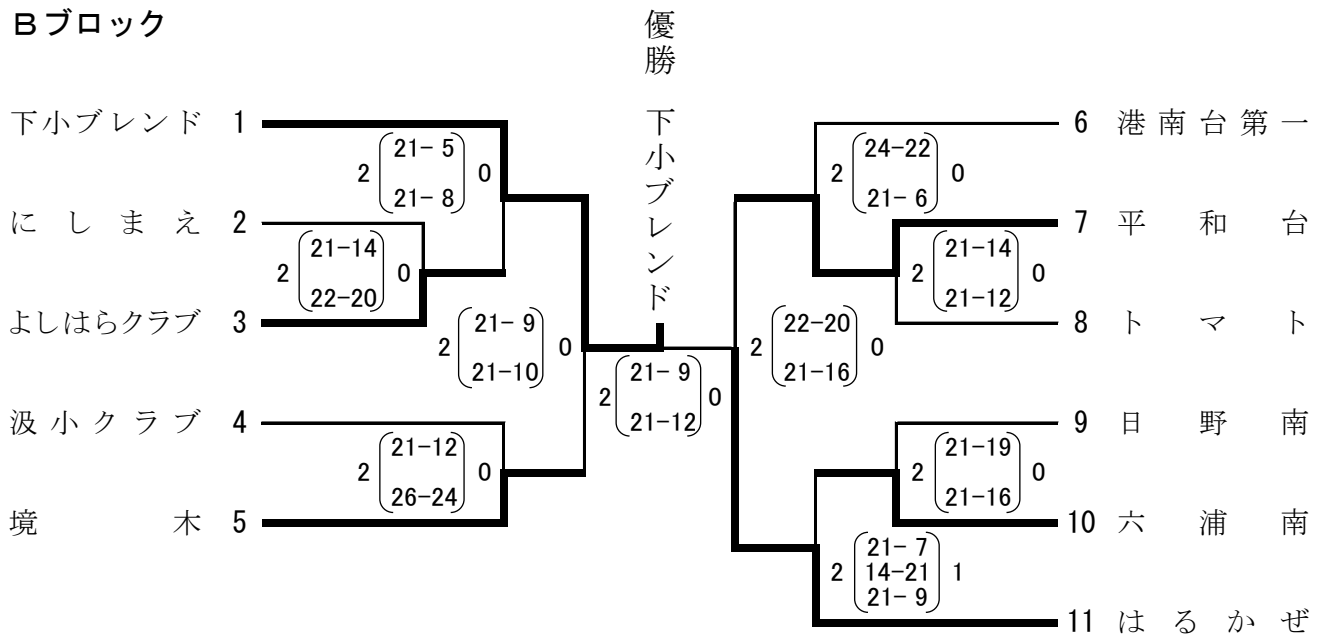 Bブロック
優勝 下小ブレンド
下小ブレンド 1
にしまえ 2
よしはらクラブ 3
汲小クラブ 4
境木 5
2 21- 5 0
21- 8
2 21-14 0
22-20
2 21- 9 0
21-10
2 21-12 0
26-24
2 21- 9 0
21-12
6 港南台第一
7 平和台
8 トマト
9 日野南
10 六浦南
11 はるかぜ
2 24-22 0
21- 6
2 21-14 0
21-12
2 22-20 0
21-16
2 21-19 0
21-16
21- 7
2 14-21 1
21- 9